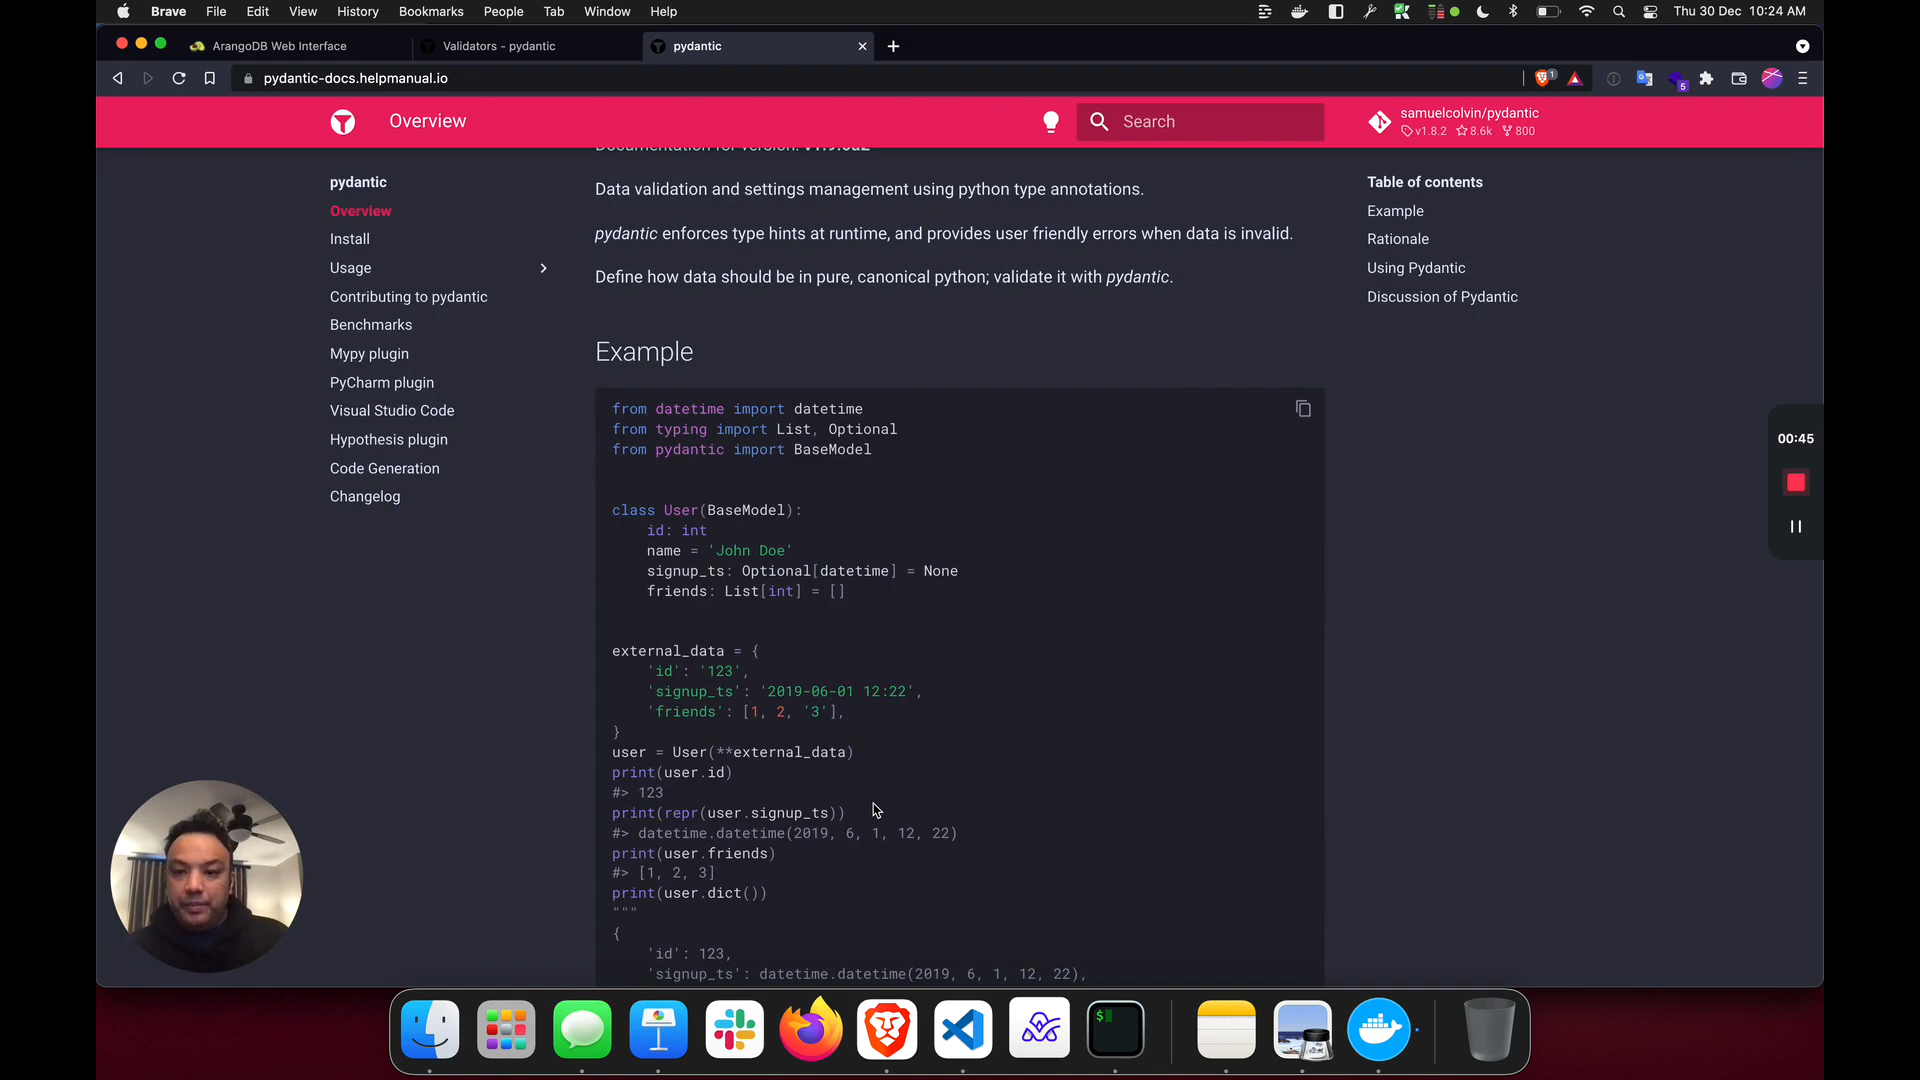 Brave File Edit View History Bookmarks People Tab Window Help Thu 30 Dec 10:24 AM
ArangoDB Web Interface
Validators - pydantic
pydantic
pydantic-docs.helpmanual.io
1
5
Overview
Search
samuelcolvin/pydantic
v1.8.2 8.6k 800
pydantic
Overview
Install
Usage
Contributing to pydantic
Benchmarks
Mypy plugin
PyCharm plugin
Visual Studio Code
Hypothesis plugin
Code Generation
Changelog
Documentation for version: v1.9.0a2
Data validation and settings management using python type annotations.
pydantic enforces type hints at runtime, and provides user friendly errors when data is invalid.
Define how data should be in pure, canonical python; validate it with pydantic.
Example
from datetime import datetime
from typing import List, Optional
from pydantic import BaseModel
class User(BaseModel):
id: int
name = 'John Doe'
signup_ts: Optional[datetime] = None
friends: List[int] = []
external_data = {
'id': '123',
'signup_ts': '2019-06-01 12:22',
'friends': [1, 2, '3'],
}
user = User(**external_data)
print(user.id)
#> 123
print(repr(user.signup_ts))
#> datetime.datetime(2019, 6, 1, 12, 22)
print(user.friends)
#> [1, 2, 3]
print(user.dict())
"""
{
'id': 123,
'signup_ts': datetime.datetime(2019, 6, 1, 12, 22),
Table of contents
Example
Rationale
Using Pydantic
Discussion of Pydantic
00:45
$